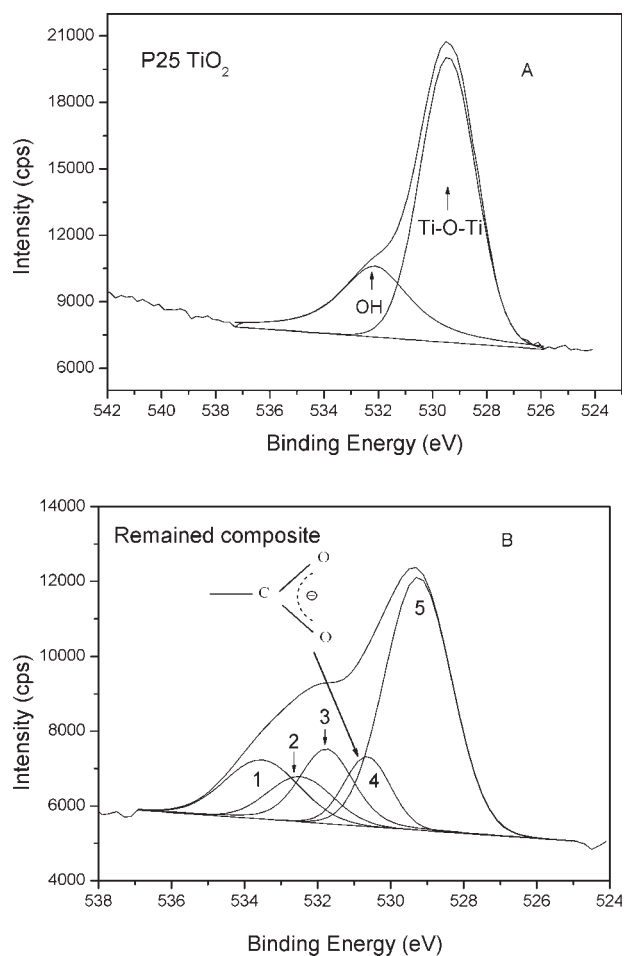 P25 TiO₂
A
Ti-O-Ti
OH
21000
18000
15000
12000
9000
6000
Intensity (cps)
542 540 538 536 534 532 530 528 526 524
Binding Energy (eV)
Remained composite
B
O
C
⊖
O
1
2
3
4
5
14000
12000
10000
8000
6000
4000
Intensity (cps)
538 536 534 532 530 528 526 524
Binding Energy (eV)